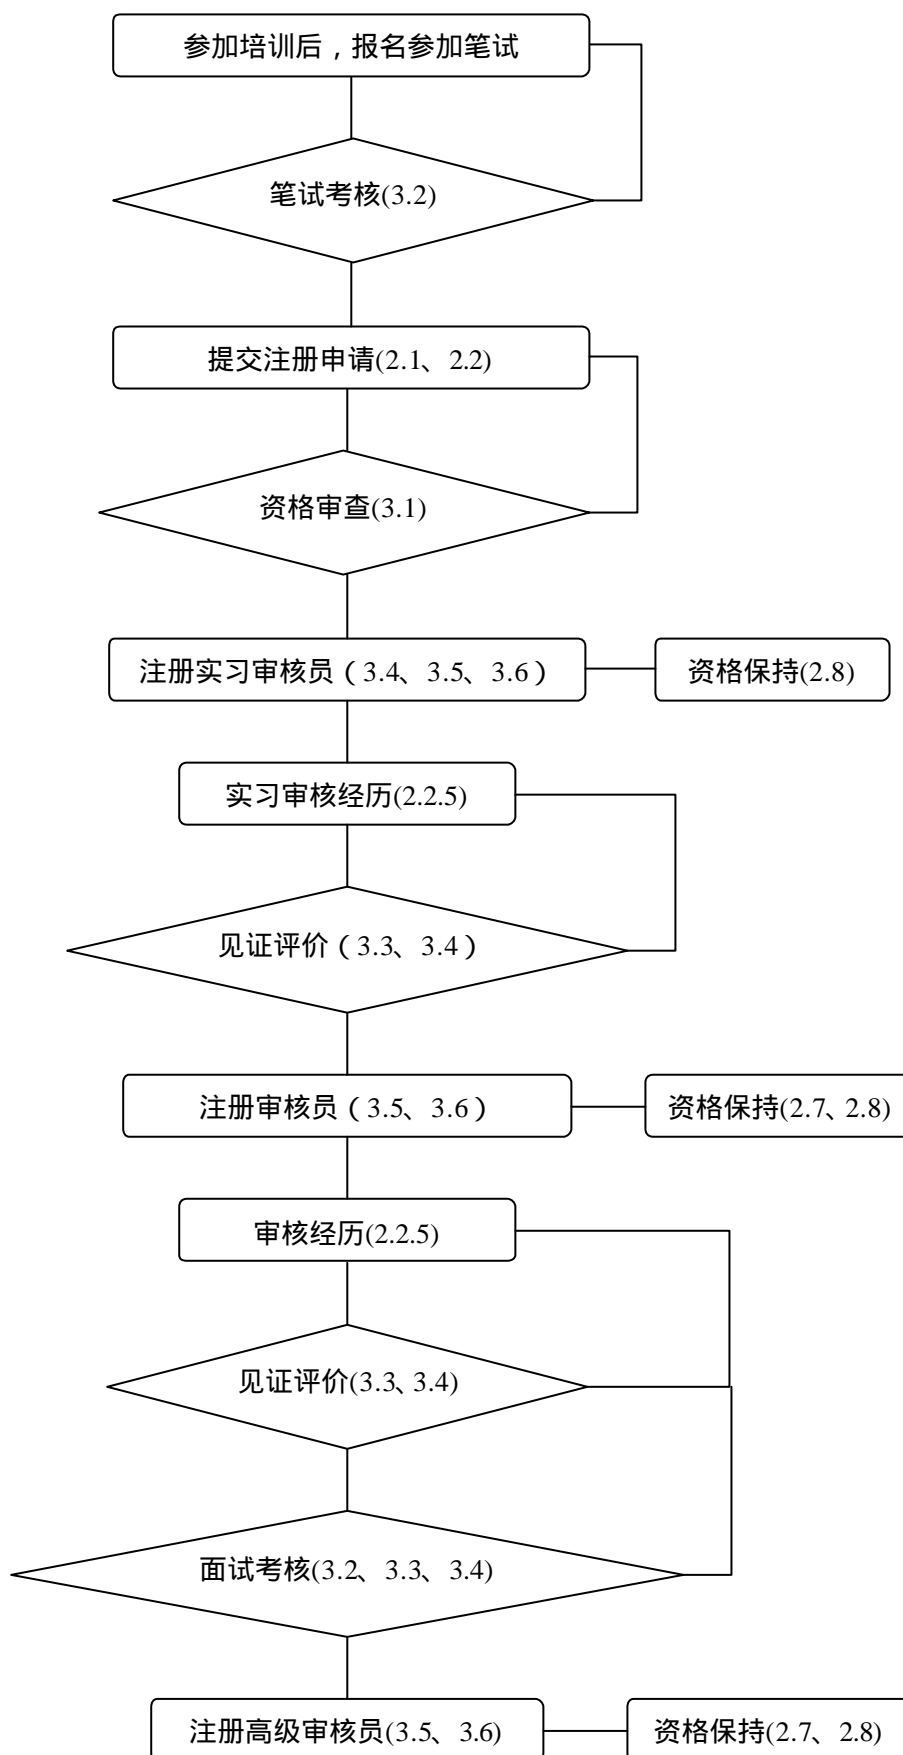 参加培训后，报名参加笔试
笔试考核(3.2)
提交注册申请(2.1、2.2)
资格审查(3.1)
注册实习审核员（3.4、3.5、3.6）
资格保持(2.8)
实习审核经历(2.2.5)
见证评价（3.3、3.4）
注册审核员（3.5、3.6）
资格保持(2.7、2.8)
审核经历(2.2.5)
见证评价(3.3、3.4)
面试考核(3.2、3.3、3.4)
注册高级审核员(3.5、3.6)
资格保持(2.7、2.8)